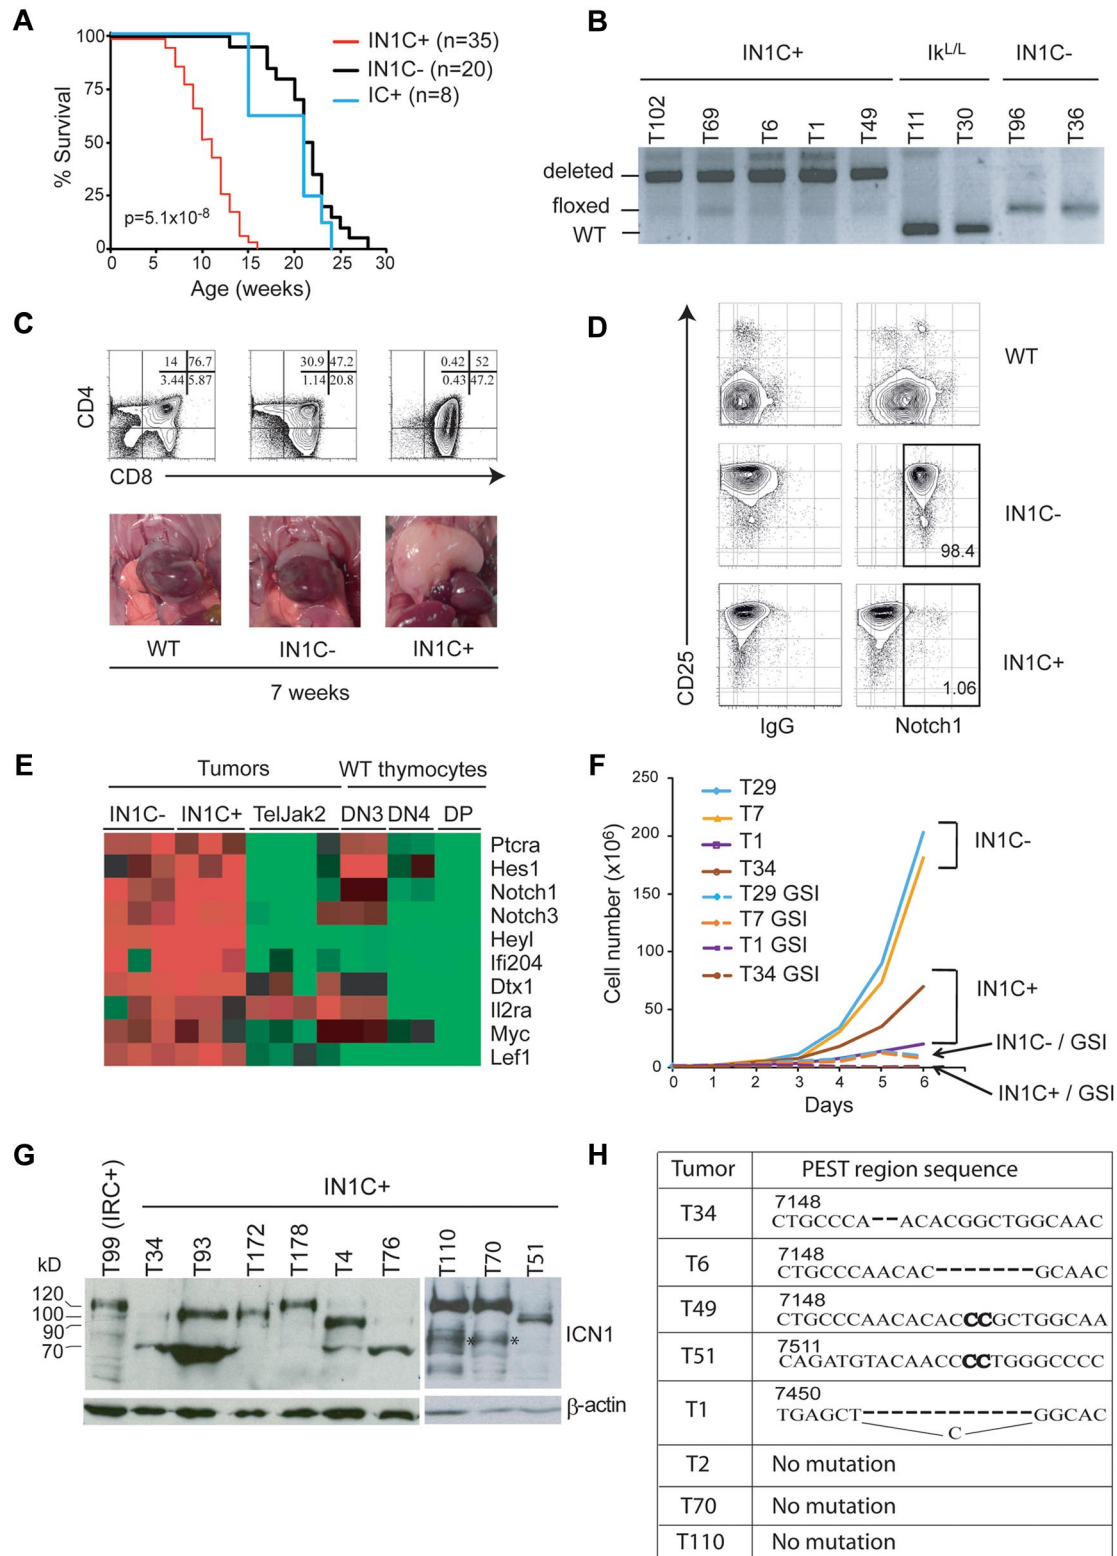 A
100
75
50
25
0
% Survival
p=5.1x10-8
0 5 10 15 20 25 30
Age (weeks)
IN1C+ (n=35)
IN1C- (n=20)
IC+ (n=8)
B
IN1C+ IkL/L IN1C-
T102 T69 T6 T1 T49 T11 T30 T96 T36
deleted
floxed
WT
C
14 76.7
3.44 5.87
30.9 47.2
1.14 20.8
0.42 52
0.43 47.2
CD4
CD8
WT IN1C- IN1C+
7 weeks
D
WT
IN1C-
98.4
IN1C+
1.06
CD25
IgG Notch1
E
Tumors WT thymocytes
IN1C- IN1C+ TelJak2 DN3 DN4 DP
Ptcra
Hes1
Notch1
Notch3
Heyl
Ifi204
Dtx1
Il2ra
Myc
Lef1
F
250
200
150
100
50
0
Cell number (x106)
0 1 2 3 4 5 6
Days
T29
T7
T1
T34
T29 GSI
T7 GSI
T1 GSI
T34 GSI
IN1C-
IN1C+
IN1C- / GSI
IN1C+ / GSI
G
IN1C+
T99 (IRC+) T34 T93 T172 T178 T4 T76 T110 T70 T51
kD
120
100
90
70
* *
ICN1
β-actin
H
Tumor PEST region sequence
T34
7148
CTGCCCA--ACACGGCTGGCAAC
T6
7148
CTGCCCAACAC--------GCAAC
T49
7148
CTGCCCAACACACCCGCTGGCAA
T51
7511
CAGATGTACAACCCCTGGGCCCC
T1
7450
TGAGCT--------------GGCAC
C
T2 No mutation
T70 No mutation
T110 No mutation